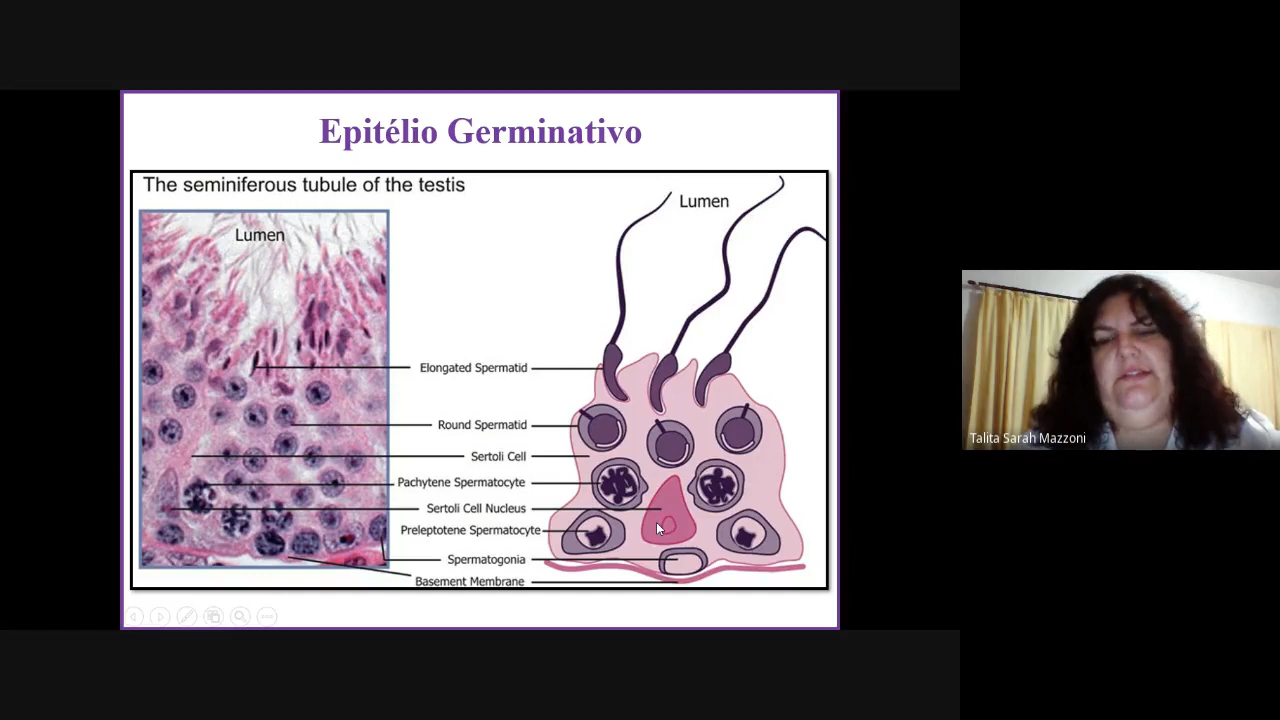 Epitélio Germinativo
The seminiferous tubule of the testis
Lumen
Lumen
Elongated Spermatid
Round Spermatid
Sertoli Cell
Pachytene Spermatocyte
Sertoli Cell Nucleus
Preleptotene Spermatocyte
Spermatogonia
Basement Membrane
Talita Sarah Mazzoni